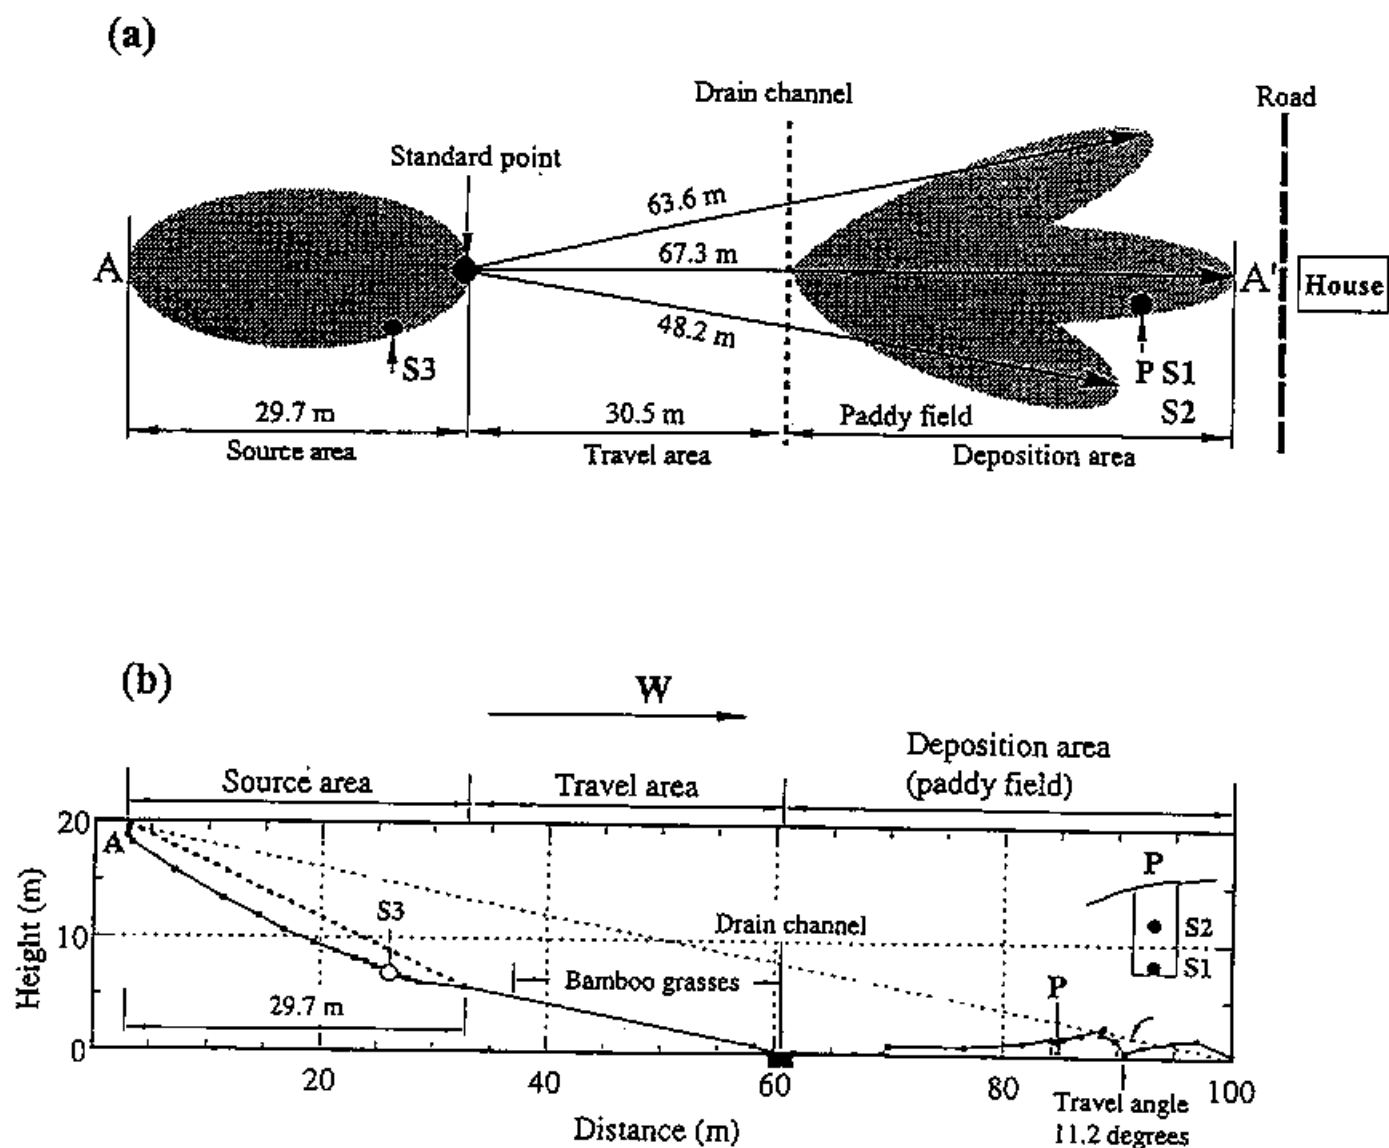 (a)
Drain channel
Road
Standard point
63.6 m
A
67.3 m
A'
House
48.2 m
S3
P S1
S2
29.7 m
30.5 m
Paddy field
Source area
Travel area
Deposition area
(b)
W
Deposition area
(paddy field)
Source area
Travel area
20
A
P
S3
Drain channel
S2
10
S1
Height (m)
Bamboo grasses
P
29.7 m
0
20
40
60
80
100
Travel angle
11.2 degrees
Distance (m)